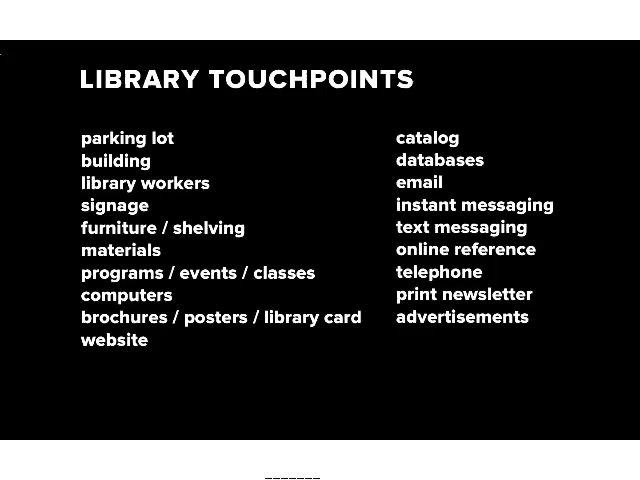 LIBRARY TOUCHPOINTS
parking lot
building
library workers
signage
furniture / shelving
materials
programs / events / classes
computers
brochures / posters / library card
website
catalog
databases
email
instant messaging
text messaging
online reference
telephone
print newsletter
advertisements